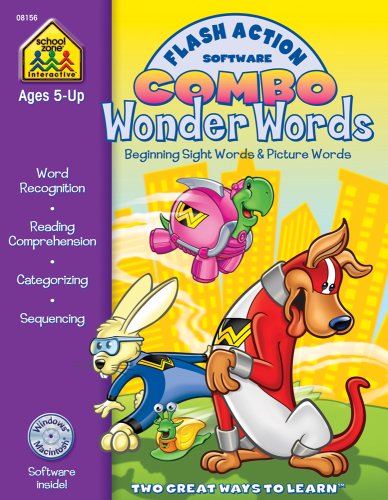 08156
school
zone
interactive
Ages 5-Up
Word
Recognition
•
Reading
Comprehension
•
Categorizing
•
Sequencing
Windows®
Macintosh®
Software
inside!
FLASH ACTION
SOFTWARE
COMBO
Wonder Words
Beginning Sight Words & Picture Words
W
W
W
TWO GREAT WAYS TO LEARN™